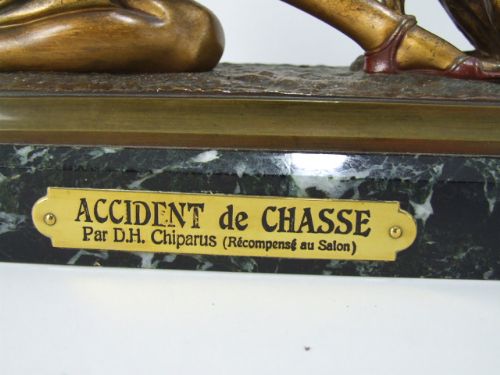 ACCIDENT de CHASSE
Par D.H. Chiparus (Récompensé au Salon)